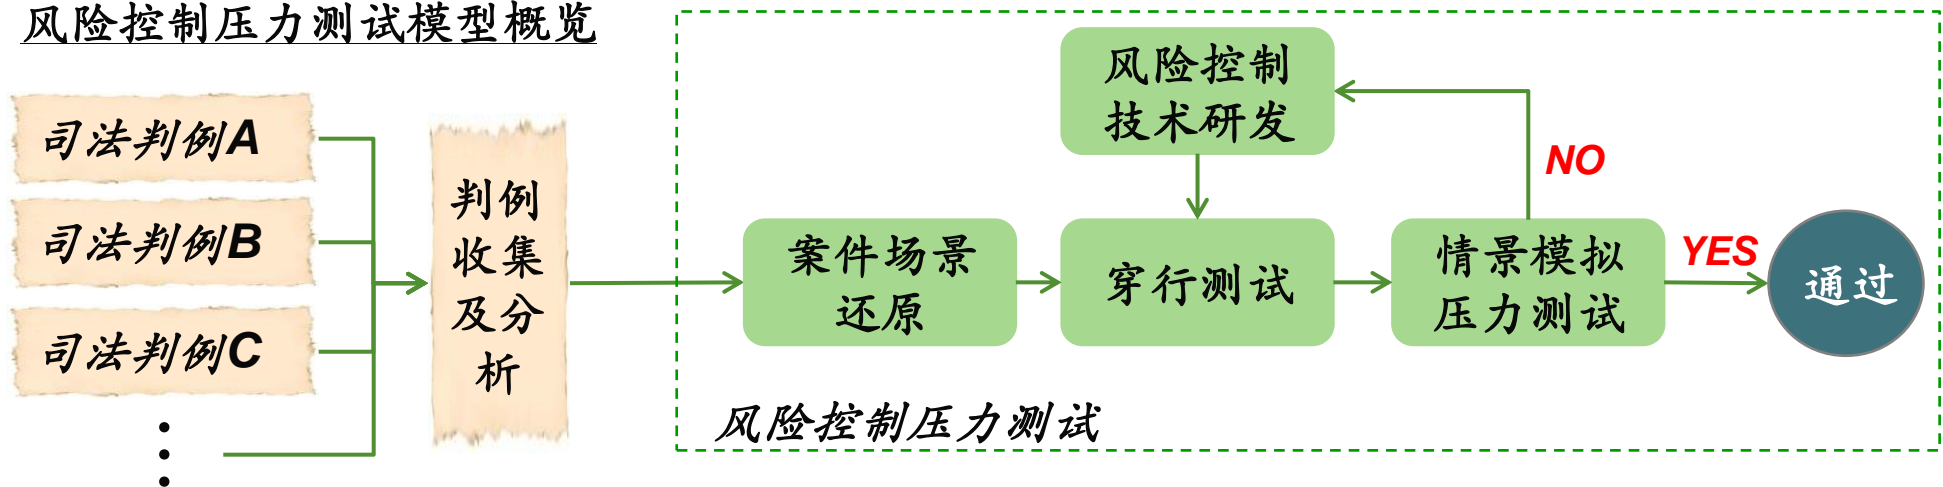 风险控制压力测试模型概览
司法判例A
司法判例B
司法判例C
判例
收集
及分
析
案件场景
还原
风险控制
技术研发
穿行测试
情景模拟
压力测试
NO
YES
通过
风险控制压力测试